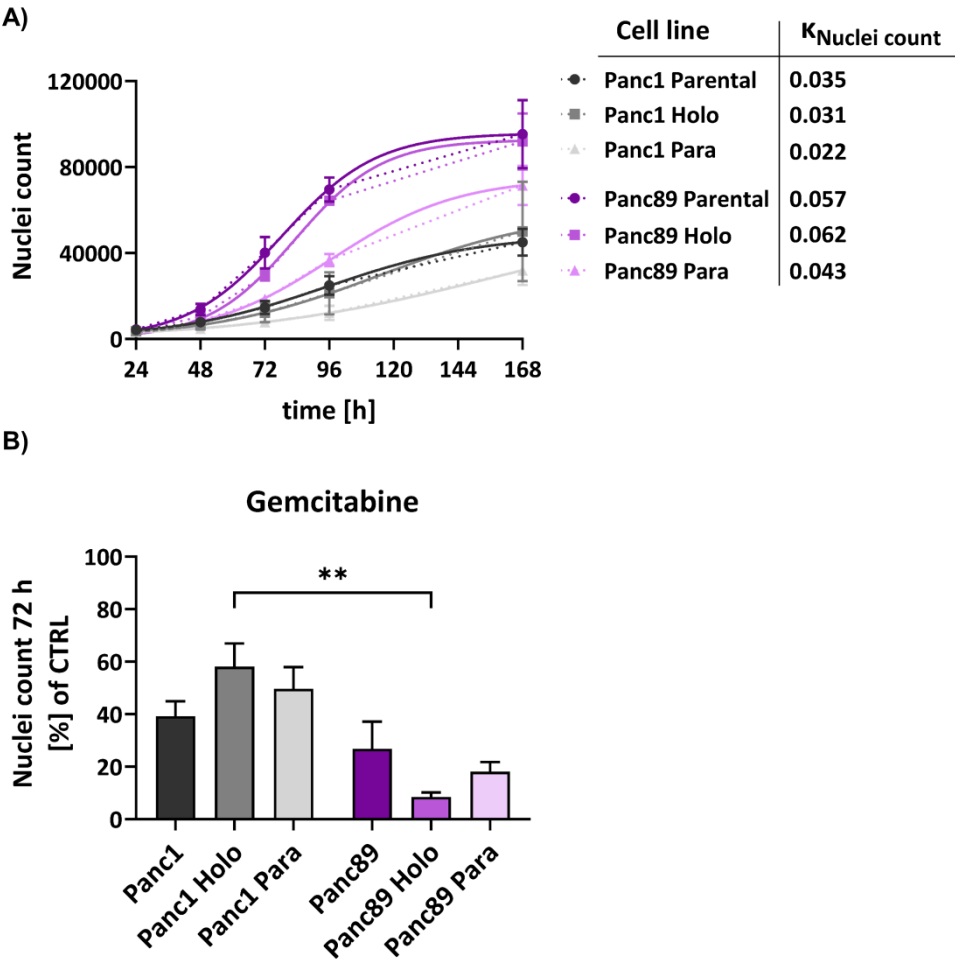 A)
Nuclei count
120000
80000
40000
0
24 48 72 96 120 144 168
time [h]
Cell line κNuclei count
Panc1 Parental 0.035
Panc1 Holo 0.031
Panc1 Para 0.022
Panc89 Parental 0.057
Panc89 Holo 0.062
Panc89 Para 0.043
B)
Gemcitabine
Nuclei count 72 h
[%] of CTRL
100
80
60
40
20
0
**
Panc1
Panc1 Holo
Panc1 Para
Panc89
Panc89 Holo
Panc89 Para